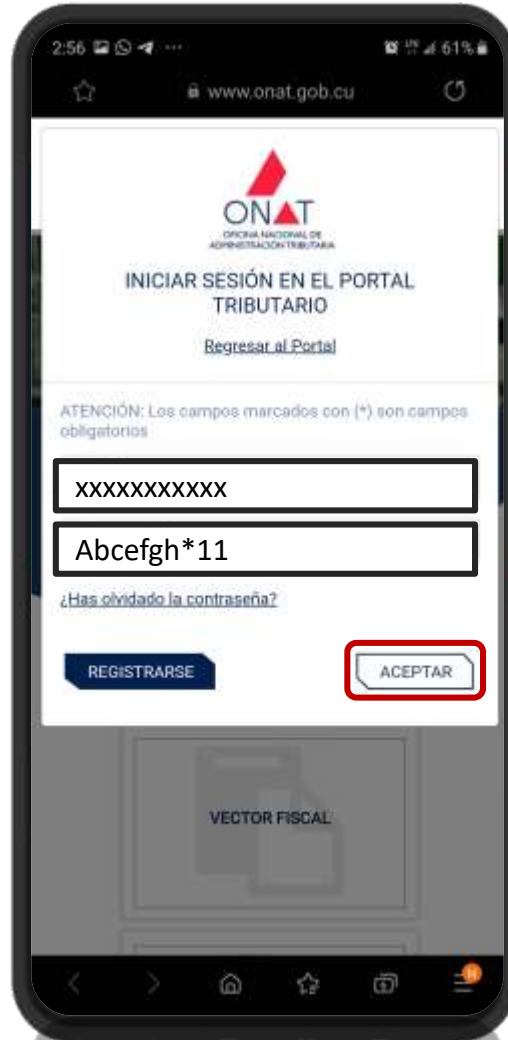 2:56 61%
www.onat.gob.cu
ONAT
OFICINA NACIONAL DE
ADMINISTRACIÓN TRIBUTARIA
INICIAR SESIÓN EN EL PORTAL
TRIBUTARIO
Regresar al Portal
ATENCIÓN: Los campos marcados con (*) son campos
obligatorios
xxxxxxxxxxx
Abcefgh*11
¿Has olvidado la contraseña?
REGISTRARSE ACEPTAR
VECTOR FISCAL